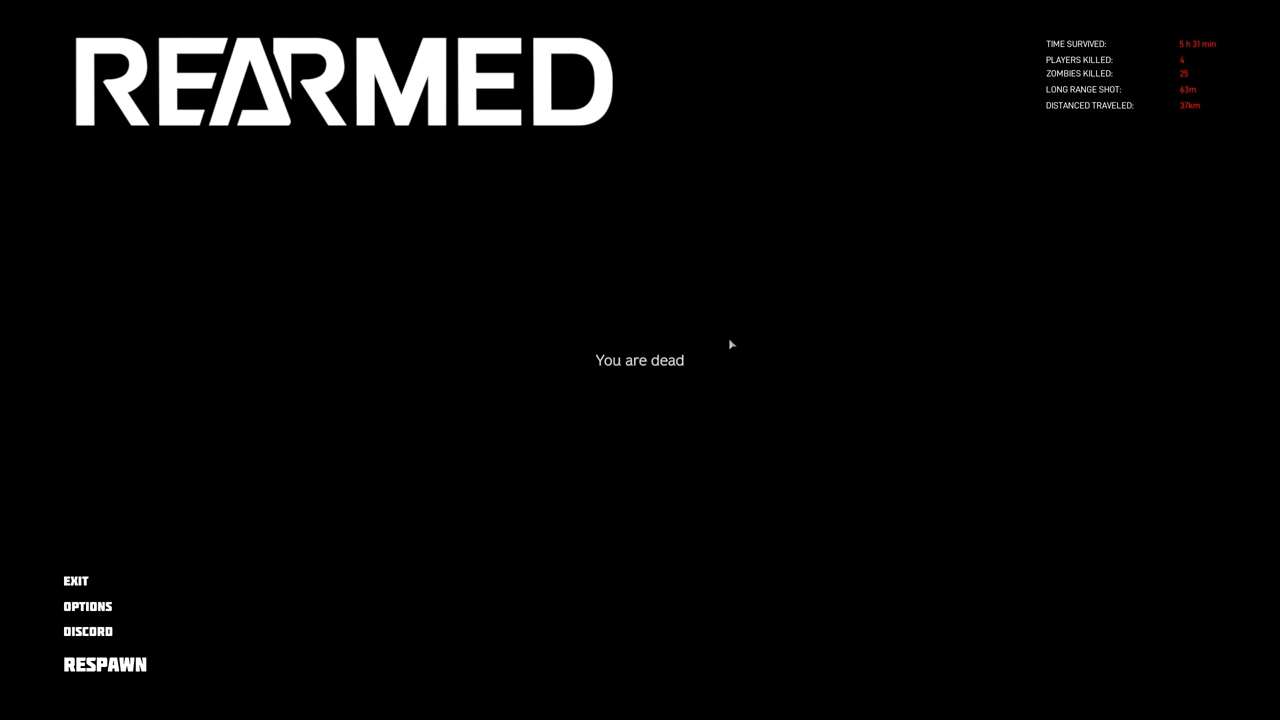 REARMED
TIME SURVIVED: 5 h 31 min
PLAYERS KILLED: 4
ZOMBIES KILLED: 25
LONG RANGE SHOT: 63m
DISTANCED TRAVELED: 37km
You are dead
EXIT
OPTIONS
DISCORD
RESPAWN